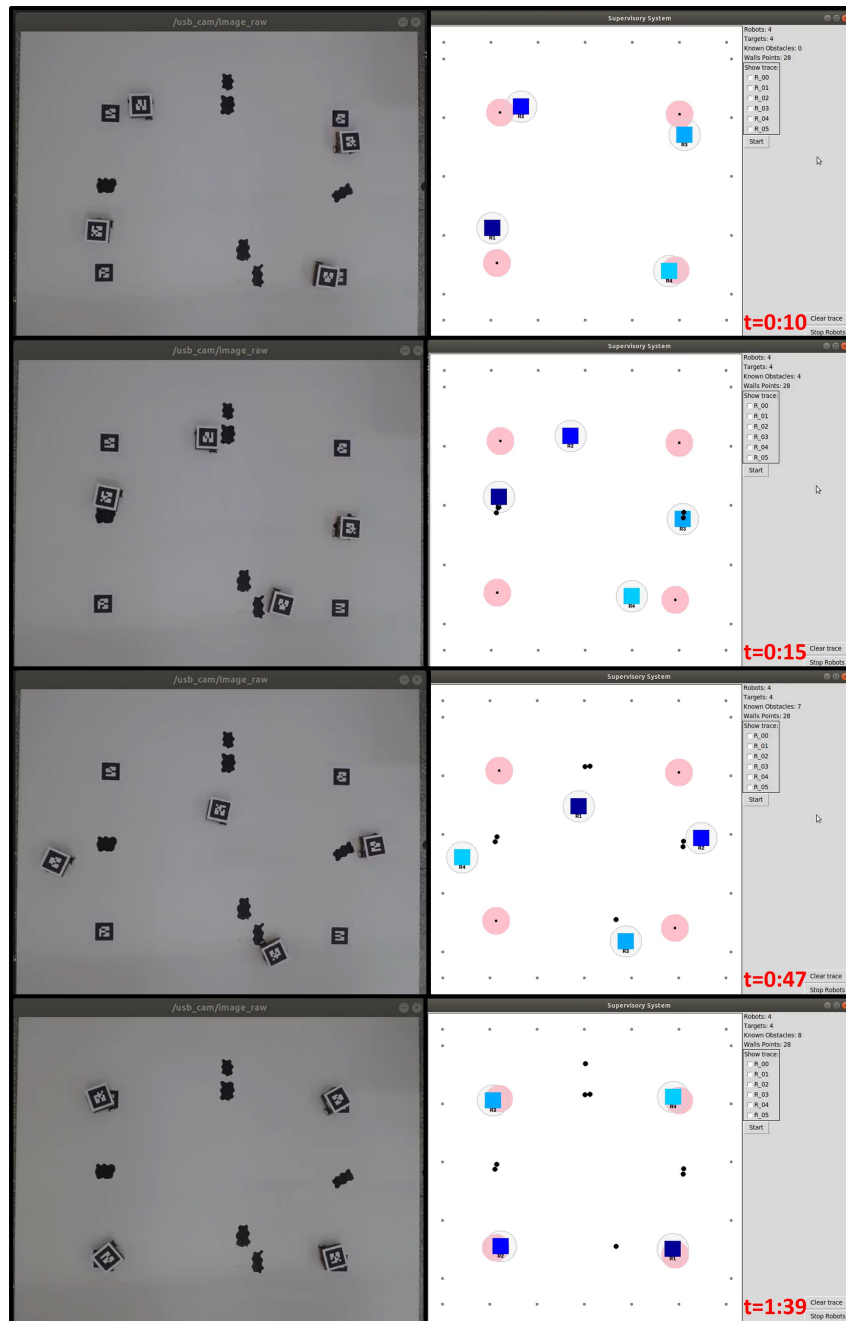 /usb_cam/image_raw
Supervisory System
Robots: 4
Targets: 4
Known Obstacles: 0
Walls Points: 28
Show trace:
R_00
R_01
R_02
R_03
R_04
R_05
Start
R2
R3
R1
R4
t=0:10
Clear trace
Stop Robots
/usb_cam/image_raw
Supervisory System
Robots: 4
Targets: 4
Known Obstacles: 4
Walls Points: 28
Show trace:
R_00
R_01
R_02
R_03
R_04
R_05
Start
R2
R3
R4
t=0:15
Clear trace
Stop Robots
/usb_cam/image_raw
Supervisory System
Robots: 4
Targets: 4
Known Obstacles: 7
Walls Points: 28
Show trace:
R_00
R_01
R_02
R_03
R_04
R_05
Start
R1
R2
R4
R3
t=0:47
Clear trace
Stop Robots
/usb_cam/image_raw
Supervisory System
Robots: 4
Targets: 4
Known Obstacles: 8
Walls Points: 28
Show trace:
R_00
R_01
R_02
R_03
R_04
R_05
Start
R3
R4
R2
R1
t=1:39
Clear trace
Stop Robots